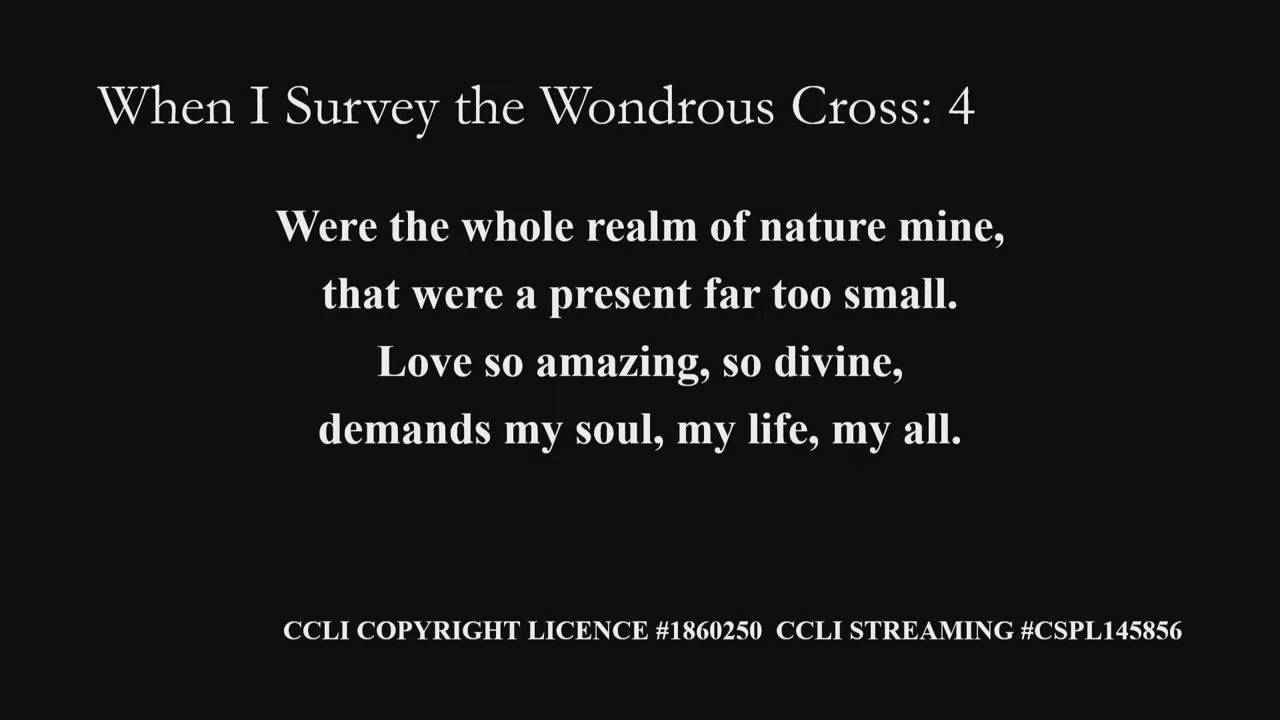 When I Survey the Wondrous Cross: 4
Were the whole realm of nature mine,
that were a present far too small.
Love so amazing, so divine,
demands my soul, my life, my all.
CCLI COPYRIGHT LICENCE #1860250 CCLI STREAMING #CSPL145856